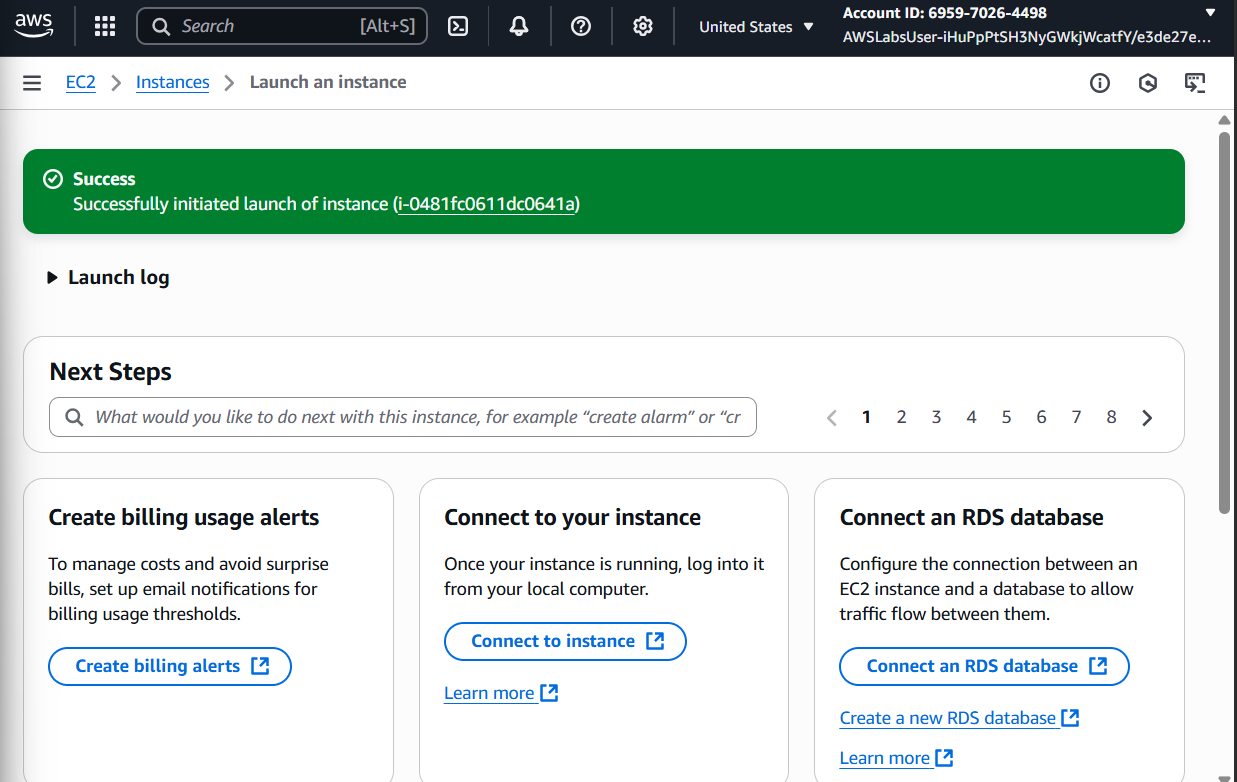 aws
Search [Alt+S]
United States
Account ID: 6959-7026-4498
AWSLabsUser-iHuPpPtSH3NyGWkjWcatfY/e3de27e...
EC2 Instances Launch an instance
Success
Successfully initiated launch of instance (i-0481fc0611dc0641a)
Launch log
Next Steps
What would you like to do next with this instance, for example “create alarm” or “cr
1 2 3 4 5 6 7 8
Create billing usage alerts
To manage costs and avoid surprise
bills, set up email notifications for
billing usage thresholds.
Create billing alerts
Connect to your instance
Once your instance is running, log into it
from your local computer.
Connect to instance
Learn more
Connect an RDS database
Configure the connection between an
EC2 instance and a database to allow
traffic flow between them.
Connect an RDS database
Create a new RDS database
Learn more